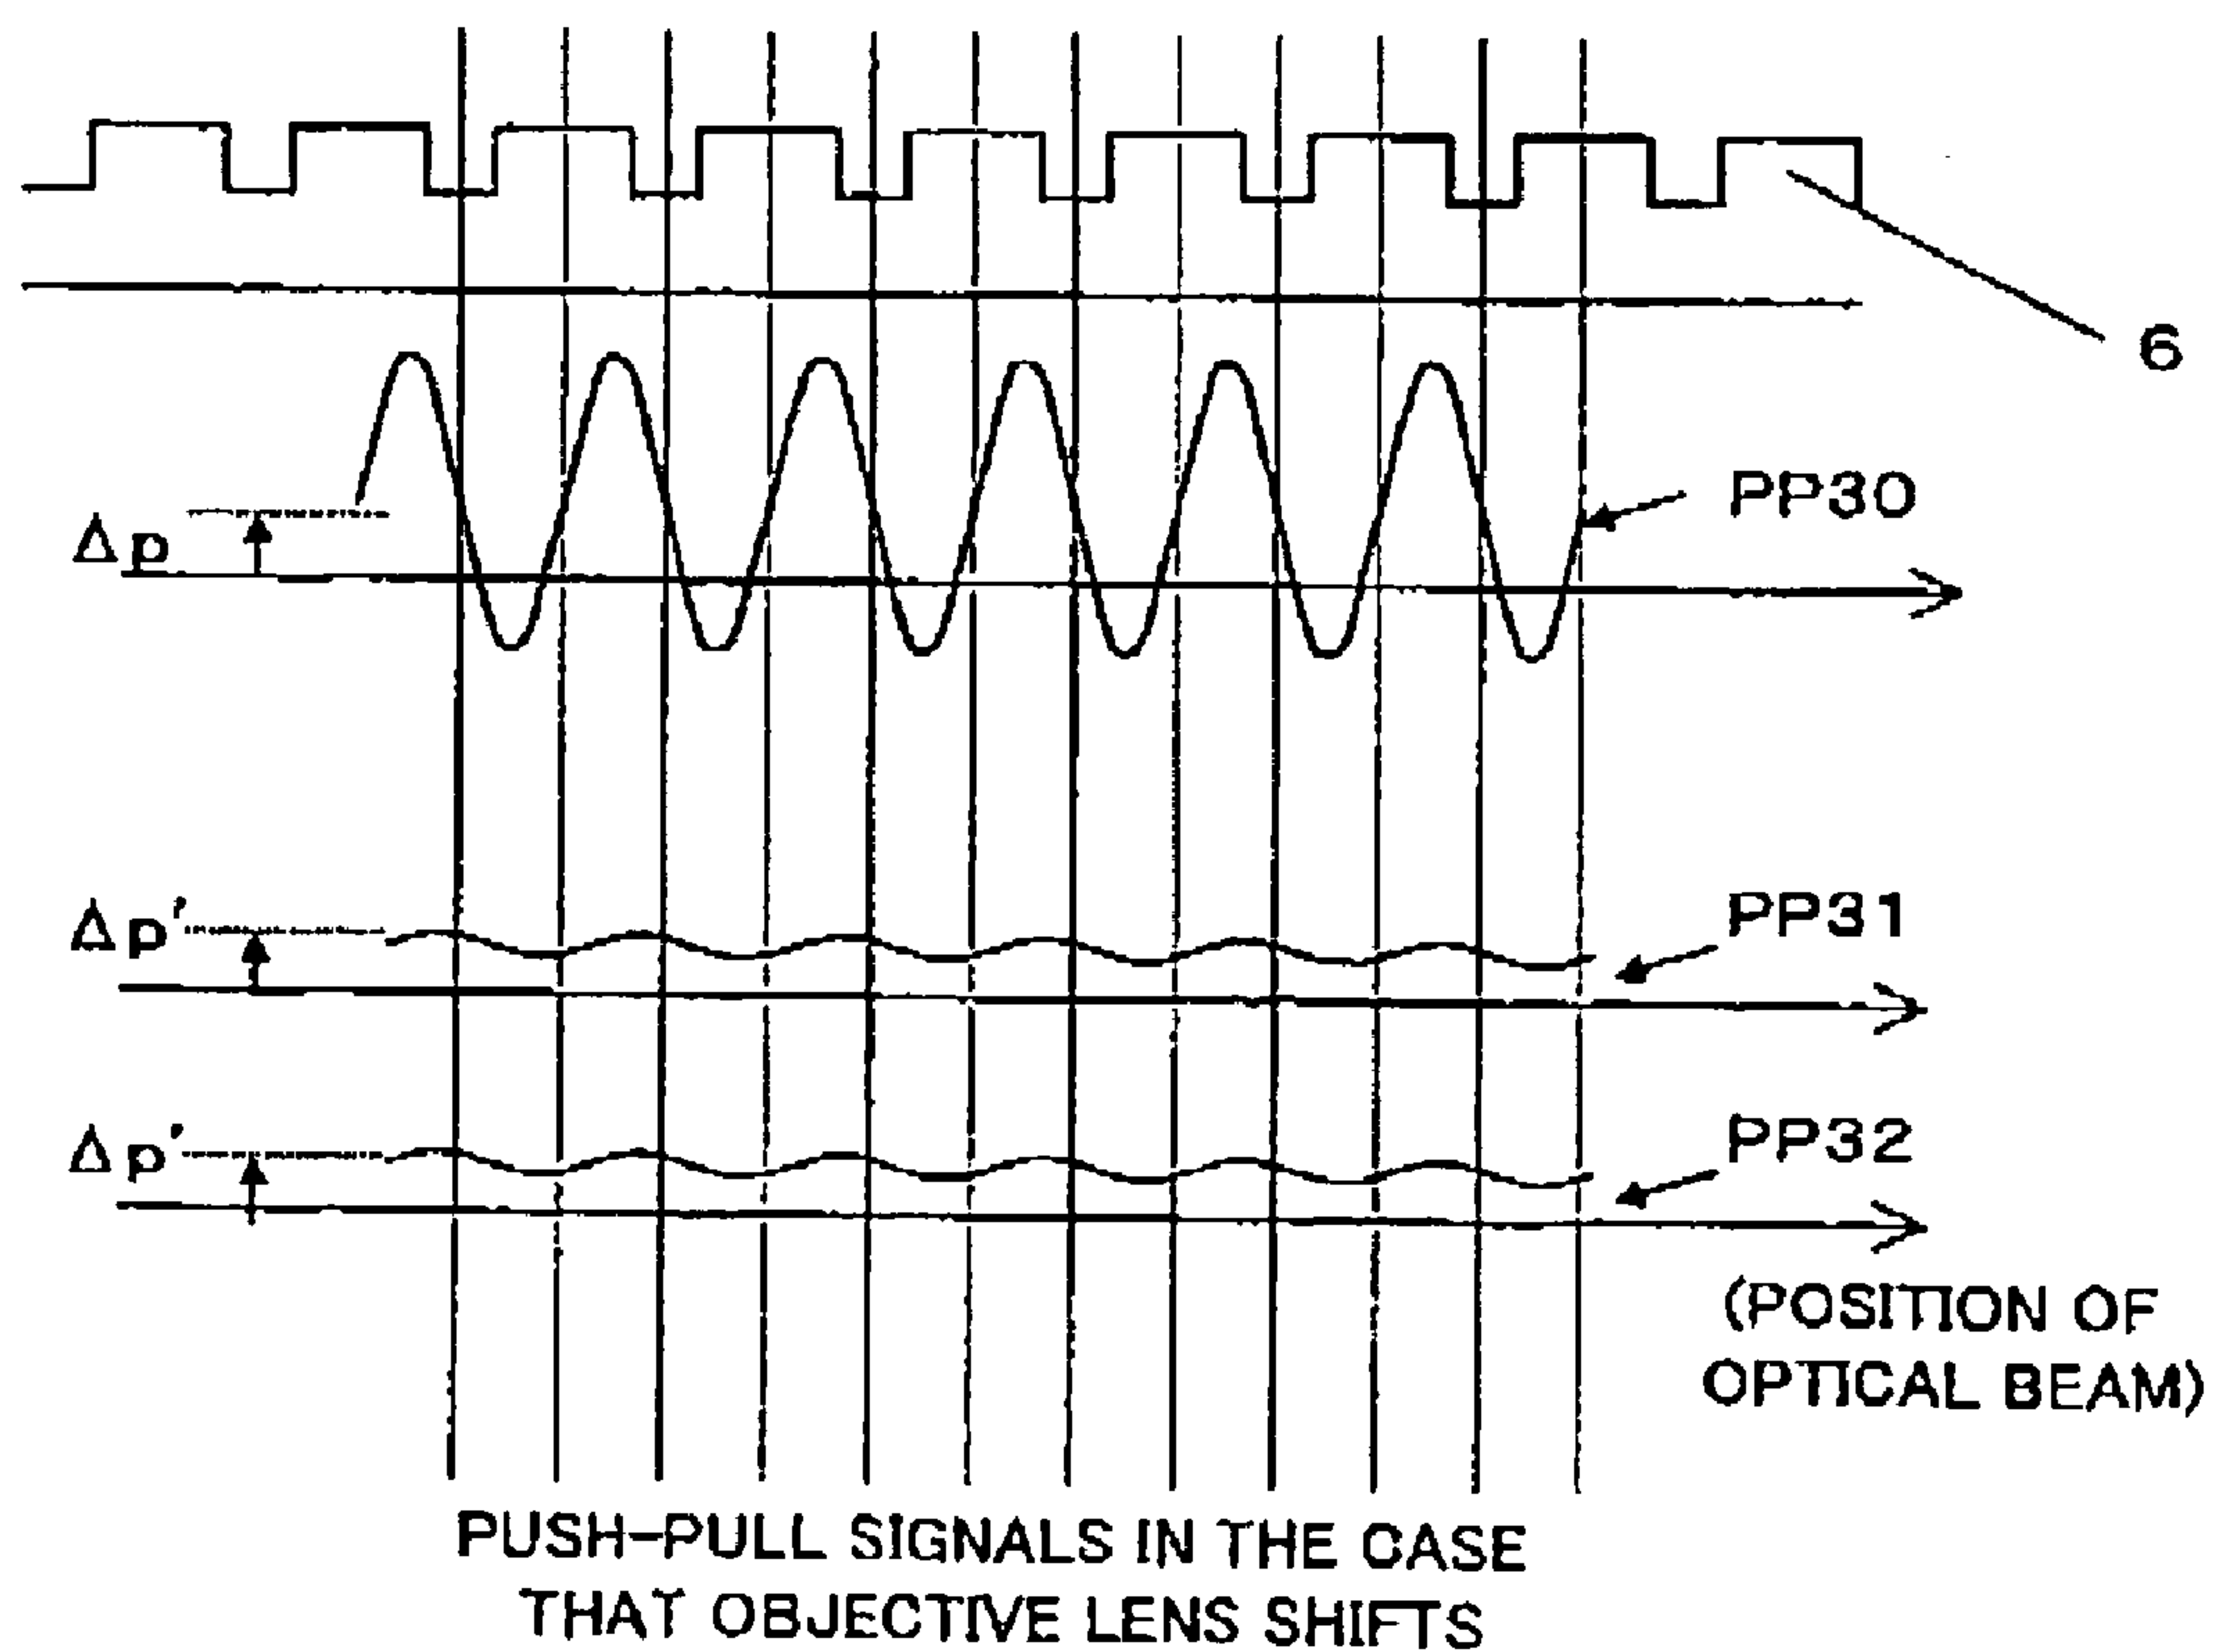 6
PP30
Δp
Δp'
PP31
Δp'
PP32
(POSITION OF
OPTICAL BEAM)
PUSH-PULL SIGNALS IN THE CASE
THAT OBJECTIVE LENS SHIFTS